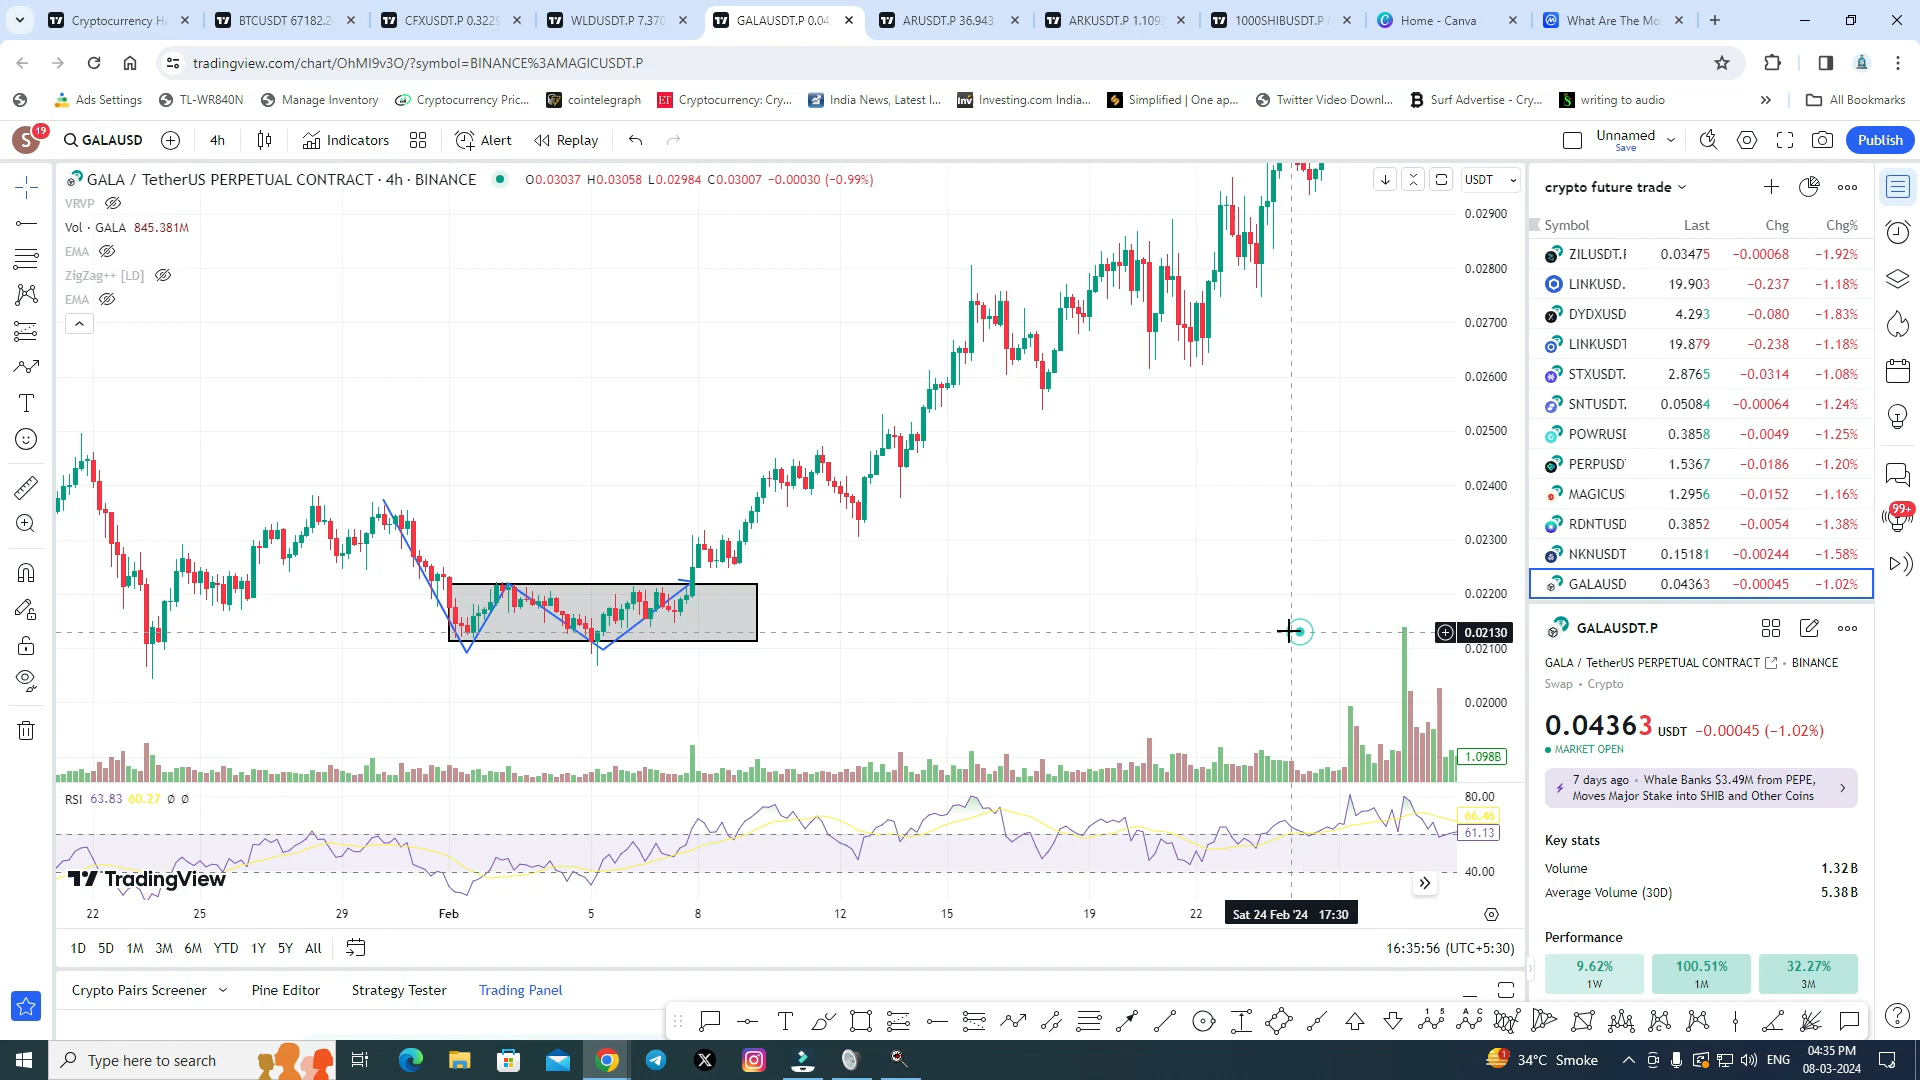 Cryptocurrency He
BTCUSDT 67182.2
CFXUSDT.P 0.3229
WLDUSDT.P 7.370
GALAUSDT.P 0.04
ARUSDT.P 36.943
ARKUSDT.P 1.109
1000SHIBUSDT.P
Home - Canva
What Are The Mo
tradingview.com/chart/OhMI9v3O/?symbol=BINANCE%3AMAGICUSDT.P
Ads Settings
TL-WR840N
Manage Inventory
Cryptocurrency Pric...
cointelegraph
Cryptocurrency: Cry...
India News, Latest I...
Investing.com India...
Simplified | One ap...
Twitter Video Downl...
Surf Advertise - Cry...
writing to audio
All Bookmarks
S 19
GALAUSD
4h
Indicators
Alert
Replay
Unnamed
Save
Publish
GALA / TetherUS PERPETUAL CONTRACT · 4h · BINANCE
O0.03037 H0.03058 L0.02984 C0.03007 −0.00030 (−0.99%)
VRVP
Vol · GALA 845.381M
EMA
ZigZag++ [LD]
EMA
USDT
0.02900
0.02800
0.02700
0.02600
0.02500
0.02400
0.02300
0.02200
0.02130
0.02100
0.02000
1.098B
RSI 63.83 60.27 Ø Ø
80.00
66.46
61.13
40.00
TradingView
22
25
29
Feb
5
8
12
15
19
22
Sat 24 Feb '24 17:30
1D 5D 1M 3M 6M YTD 1Y 5Y All
16:35:56 (UTC+5:30)
Crypto Pairs Screener
Pine Editor
Strategy Tester
Trading Panel
crypto future trade
Symbol Last Chg Chg%
ZILUSDT.F 0.03475 −0.00068 −1.92%
LINKUSD. 19.903 −0.237 −1.18%
DYDXUSD 4.293 −0.080 −1.83%
LINKUSDT 19.879 −0.238 −1.18%
STXUSDT. 2.8765 −0.0314 −1.08%
SNTUSDT. 0.05084 −0.00064 −1.24%
POWRUSD 0.3858 −0.0049 −1.25%
PERPUSD 1.5367 −0.0186 −1.20%
MAGICUS 1.2956 −0.0152 −1.16%
RDNTUSD 0.3852 −0.0054 −1.38%
NKNUSDT 0.15181 −0.00244 −1.58%
GALAUSD 0.04363 −0.00045 −1.02%
99+
GALAUSDT.P
GALA / TetherUS PERPETUAL CONTRACT • BINANCE
Swap • Crypto
0.04363 USDT −0.00045 (−1.02%)
MARKET OPEN
7 days ago • Whale Banks $3.49M from PEPE,
Moves Major Stake into SHIB and Other Coins
Key stats
Volume 1.32B
Average Volume (30D) 5.38B
Performance
9.62% 100.51% 32.27%
1W 1M 3M
Type here to search
34°C Smoke
ENG
04:35 PM
08-03-2024